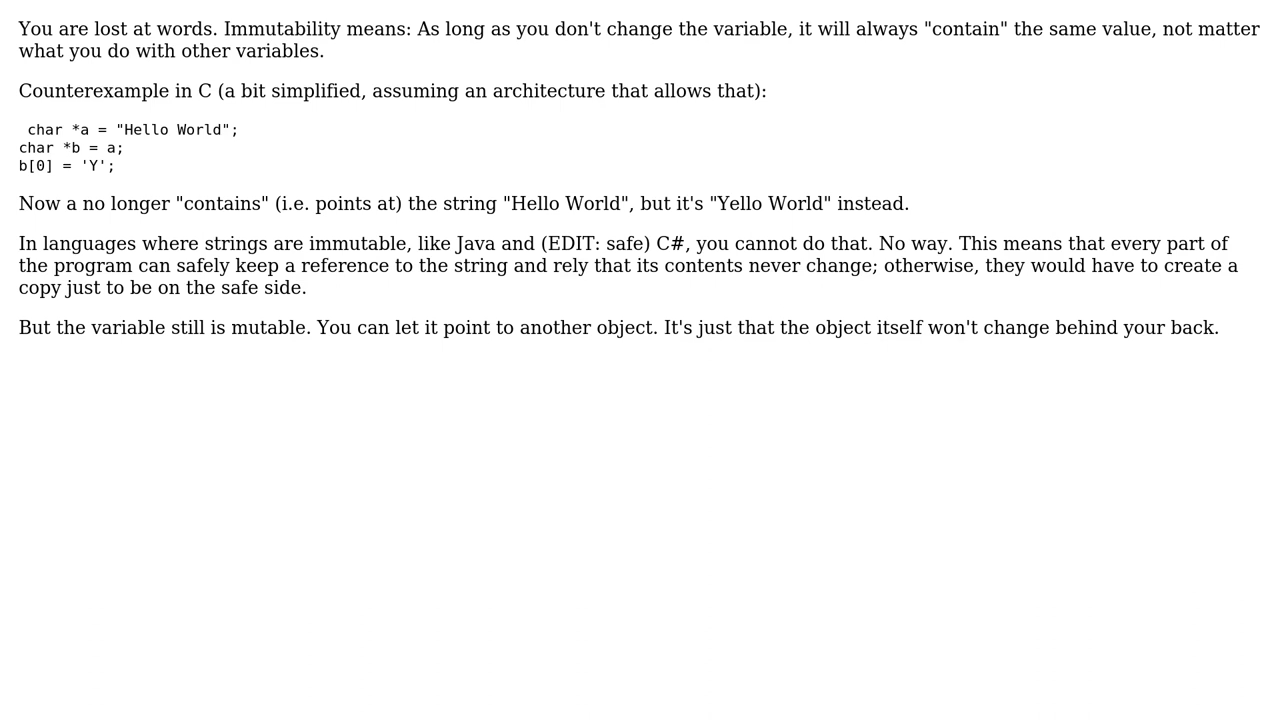 You are lost at words. Immutability means: As long as you don't change the variable, it will always "contain" the same value, not matter
what you do with other variables.
Counterexample in C (a bit simplified, assuming an architecture that allows that):
char *a = "Hello World";
char *b = a;
b[0] = 'Y';
Now a no longer "contains" (i.e. points at) the string "Hello World", but it's "Yello World" instead.
In languages where strings are immutable, like Java and (EDIT: safe) C#, you cannot do that. No way. This means that every part of
the program can safely keep a reference to the string and rely that its contents never change; otherwise, they would have to create a
copy just to be on the safe side.
But the variable still is mutable. You can let it point to another object. It's just that the object itself won't change behind your back.